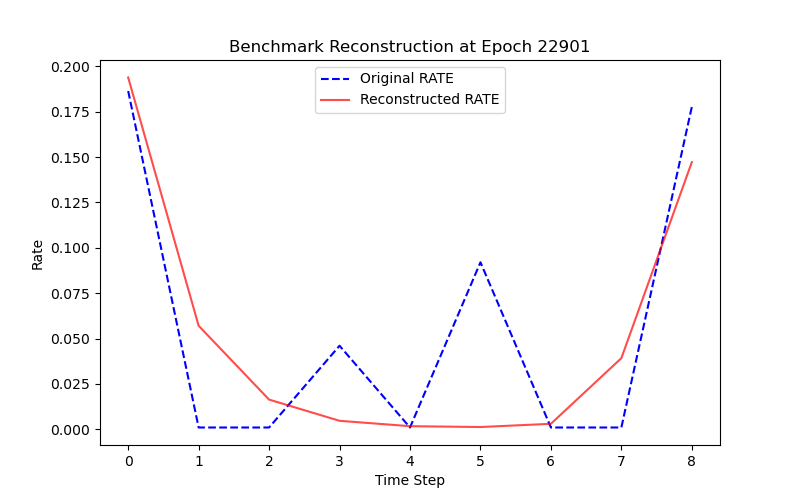 Benchmark Reconstruction at Epoch 22901
Original RATE
Reconstructed RATE
0.200
0.175
0.150
0.125
0.100
0.075
0.050
0.025
0.000
Rate
0 1 2 3 4 5 6 7 8
Time Step